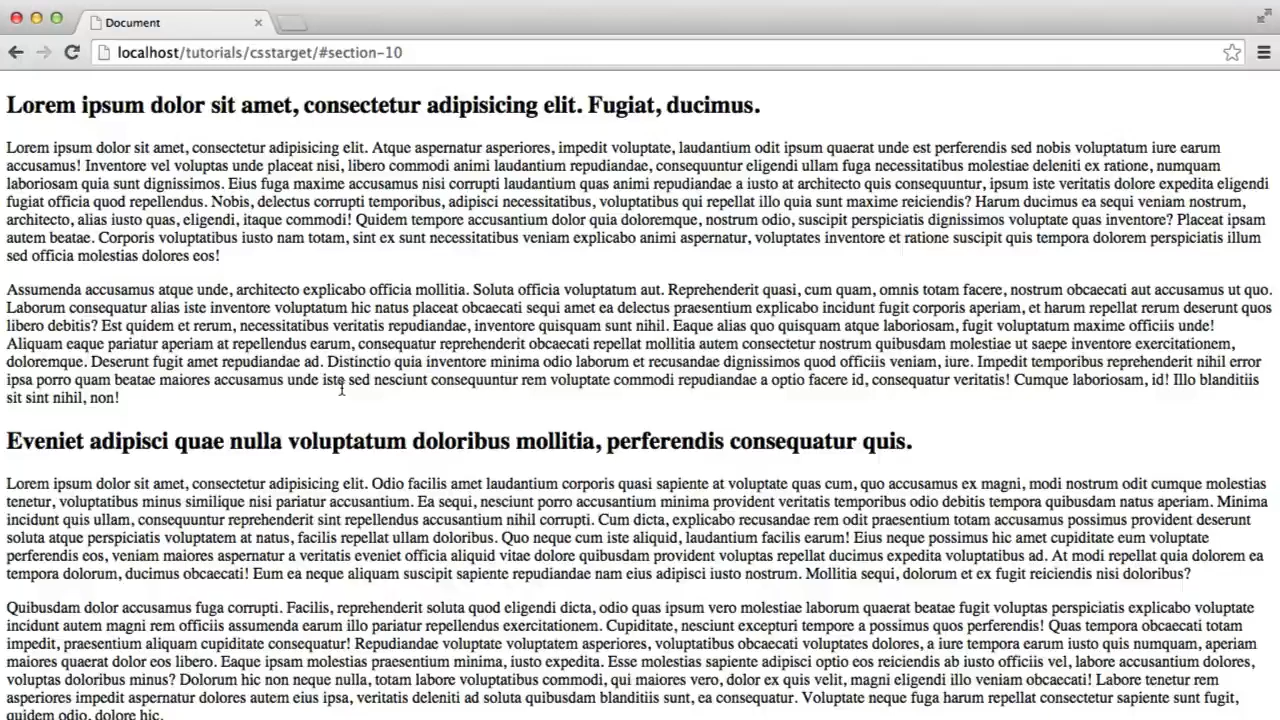 Document
localhost/tutorials/csstarget/#section-10
Lorem ipsum dolor sit amet, consectetur adipisicing elit. Fugiat, ducimus.
Lorem ipsum dolor sit amet, consectetur adipisicing elit. Atque aspernatur asperiores, impedit voluptate, laudantium odit ipsum quaerat unde est perferendis sed nobis voluptatum iure earum
accusamus! Inventore vel voluptas unde placeat nisi, libero commodi animi laudantium repudiandae, consequuntur eligendi ullam fuga necessitatibus molestiae deleniti ex ratione, numquam
laboriosam quia sunt dignissimos. Eius fuga maxime accusamus nisi corrupti laudantium quas animi repudiandae a iusto at architecto quis consequuntur, ipsum iste veritatis dolore expedita eligendi
fugiat officia quod repellendus. Nobis, delectus corrupti temporibus, adipisci necessitatibus, voluptatibus qui repellat illo quia sunt maxime reiciendis? Harum ducimus ea sequi veniam nostrum,
architecto, alias iusto quas, eligendi, itaque commodi! Quidem tempore accusantium dolor quia doloremque, nostrum odio, suscipit perspiciatis dignissimos voluptate quas inventore? Placeat ipsam
autem beatae. Corporis voluptatibus iusto nam totam, sint ex sunt necessitatibus veniam explicabo animi aspernatur, voluptates inventore et ratione suscipit quis tempora dolorem perspiciatis illum
sed officia molestias dolores eos!
Assumenda accusamus atque unde, architecto explicabo officia mollitia. Soluta officia voluptatum aut. Reprehenderit quasi, cum quam, omnis totam facere, nostrum obcaecati aut accusamus ut quo.
Laborum consequatur alias iste inventore voluptatum hic natus placeat obcaecati sequi amet ea delectus praesentium explicabo incidunt fugit corporis aperiam, et harum repellat rerum deserunt quos
libero debitis? Est quidem et rerum, necessitatibus veritatis repudiandae, inventore quisquam sunt nihil. Eaque alias quo quisquam atque laboriosam, fugit voluptatum maxime officiis unde!
Aliquam eaque pariatur aperiam at repellendus earum, consequatur reprehenderit obcaecati repellat mollitia autem consectetur nostrum quibusdam molestiae ut saepe inventore exercitationem,
doloremque. Deserunt fugit amet repudiandae ad. Distinctio quia inventore minima odio laborum et recusandae dignissimos quod officiis veniam, iure. Impedit temporibus reprehenderit nihil error
ipsa porro quam beatae maiores accusamus unde iste sed nesciunt consequuntur rem voluptate commodi repudiandae a optio facere id, consequatur veritatis! Cumque laboriosam, id! Illo blanditiis
sit sint nihil, non!
Eveniet adipisci quae nulla voluptatum doloribus mollitia, perferendis consequatur quis.
Lorem ipsum dolor sit amet, consectetur adipisicing elit. Odio facilis amet laudantium corporis quasi sapiente at voluptate quas cum, quo accusamus ex magni, modi nostrum odit cumque molestias
tenetur, voluptatibus minus similique nisi pariatur accusantium. Ea sequi, nesciunt porro accusantium minima provident veritatis temporibus odio debitis tempora quibusdam natus aperiam. Minima
incidunt quis ullam, consequuntur reprehenderit sint repellendus accusantium nihil corrupti. Cum dicta, explicabo recusandae rem odit praesentium totam accusamus possimus provident deserunt
soluta atque perspiciatis voluptatem at natus, facilis repellat ullam doloribus. Quo neque cum iste aliquid, laudantium facilis earum! Eius neque possimus hic amet cupiditate eum voluptate
perferendis eos, veniam maiores aspernatur a veritatis eveniet officia aliquid vitae dolore quibusdam provident voluptas repellat ducimus expedita voluptatibus ad. At modi repellat quia dolorem ea
tempora dolorum, ducimus obcaecati! Eum ea neque aliquam suscipit sapiente repudiandae nam eius adipisci iusto nostrum. Mollitia sequi, dolorum et ex fugit reiciendis nisi doloribus?
Quibusdam dolor accusamus fuga corrupti. Facilis, reprehenderit soluta quod eligendi dicta, odio quas ipsum vero molestiae laborum quaerat beatae fugit voluptas perspiciatis explicabo voluptate
incidunt autem magni rem officiis assumenda earum illo pariatur repellendus exercitationem. Cupiditate, nesciunt excepturi tempore a possimus quos perferendis! Quas tempora obcaecati totam
impedit, praesentium aliquam cupiditate consequatur! Repudiandae voluptate voluptatem asperiores, voluptatibus obcaecati voluptates dolores, a iure tempora earum iusto quis numquam, aperiam
maiores quaerat dolor eos libero. Eaque ipsam molestias praesentium minima, iusto expedita. Esse molestias sapiente adipisci optio eos reiciendis ab iusto officiis vel, labore accusantium dolores,
voluptas doloribus minus? Dolorum hic non neque nulla, totam labore voluptatibus commodi, qui maiores vero, dolor ex quis velit, magni eligendi illo veniam obcaecati! Labore tenetur rem
asperiores impedit aspernatur dolores autem eius ipsa, veritatis deleniti ad soluta quibusdam blanditiis sunt, ea consequatur. Voluptate neque fuga harum repellat consectetur sapiente sunt fugit,
quidem odio, dolore hic.